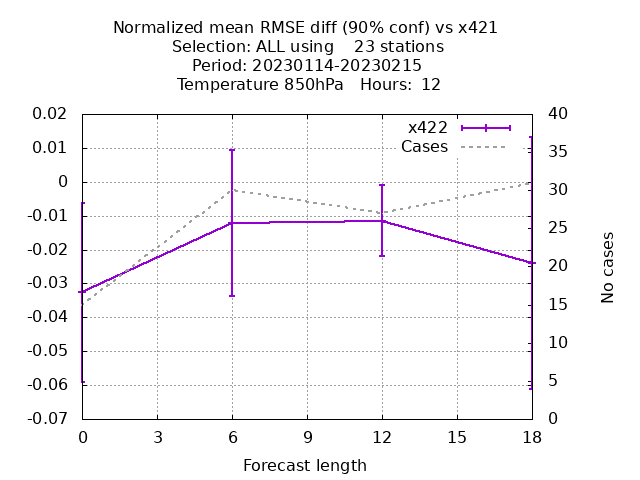 Normalized mean RMSE diff (90% conf) vs x421
Selection: ALL using    23 stations
Period: 20230114-20230215
Temperature 850hPa   Hours:  12
0.02
0.01
0
-0.01
-0.02
-0.03
-0.04
-0.05
-0.06
-0.07
x422
Cases
40
35
30
25
20
15
10
5
0
No cases
0 3 6 9 12 15 18
Forecast length